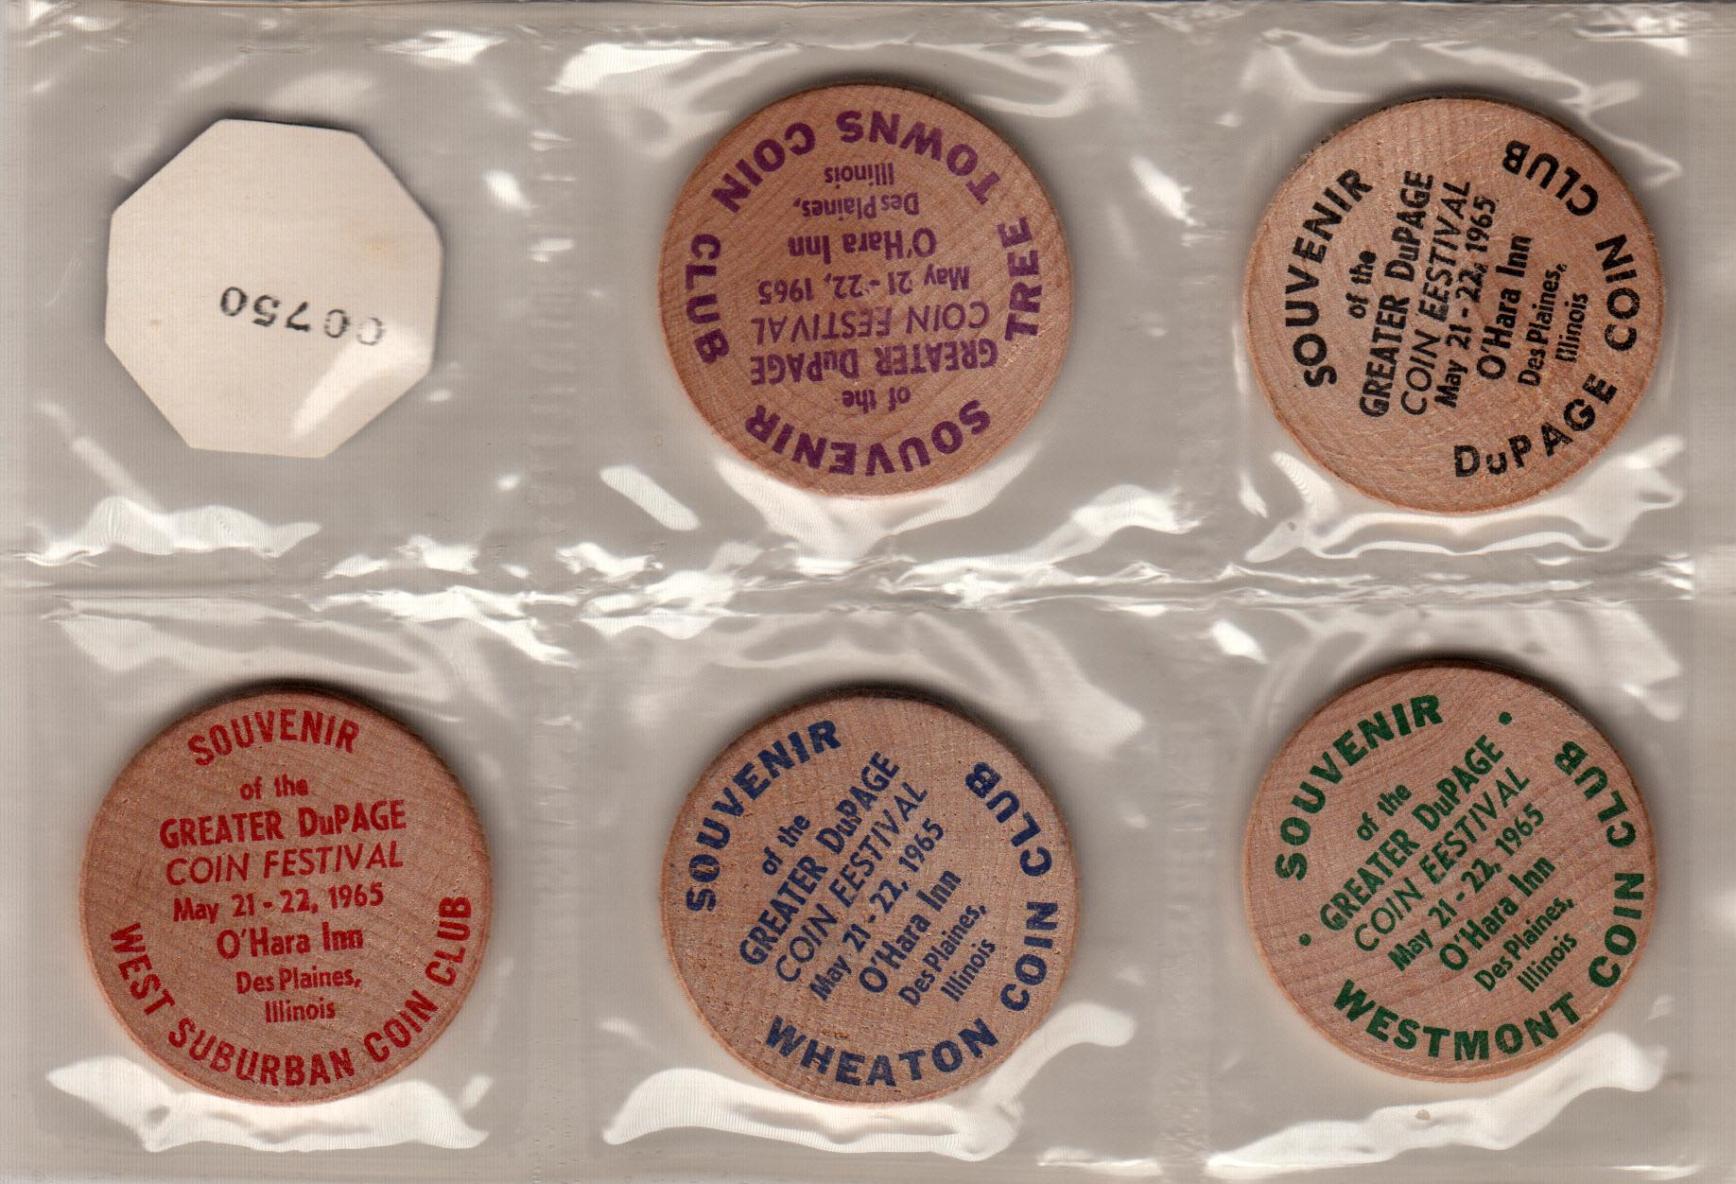 00750
SOUVENIR
of the
GREATER DuPAGE
COIN EESTIVAL
May 21-22, 1965
O'Hara Inn
Des Plaines,
Illinois
TREE TOWNS COIN CLUB
SOUVENIR
of the
GREATER DuPAGE
COIN EESTIVAL
May 21-22, 1965
O'Hara Inn
Des Plaines,
Illinois
DuPAGE COIN CLUB
SOUVENIR
of the
GREATER DuPAGE
COIN FESTIVAL
May 21-22, 1965
O'Hara Inn
Des Plaines,
Illinois
WEST SUBURBAN COIN CLUB
SOUVENIR
of the
GREATER DuPAGE
COIN EESTIVAL
May 21-22, 1965
O'Hara Inn
Des Plaines,
Illinois
WHEATON COIN CLUB
SOUVENIR
of the
• GREATER DuPAGE •
COIN EESTIVAL
May 21-22, 1965
O'Hara Inn
Des Plaines,
Illinois
WESTMONT COIN CLUB